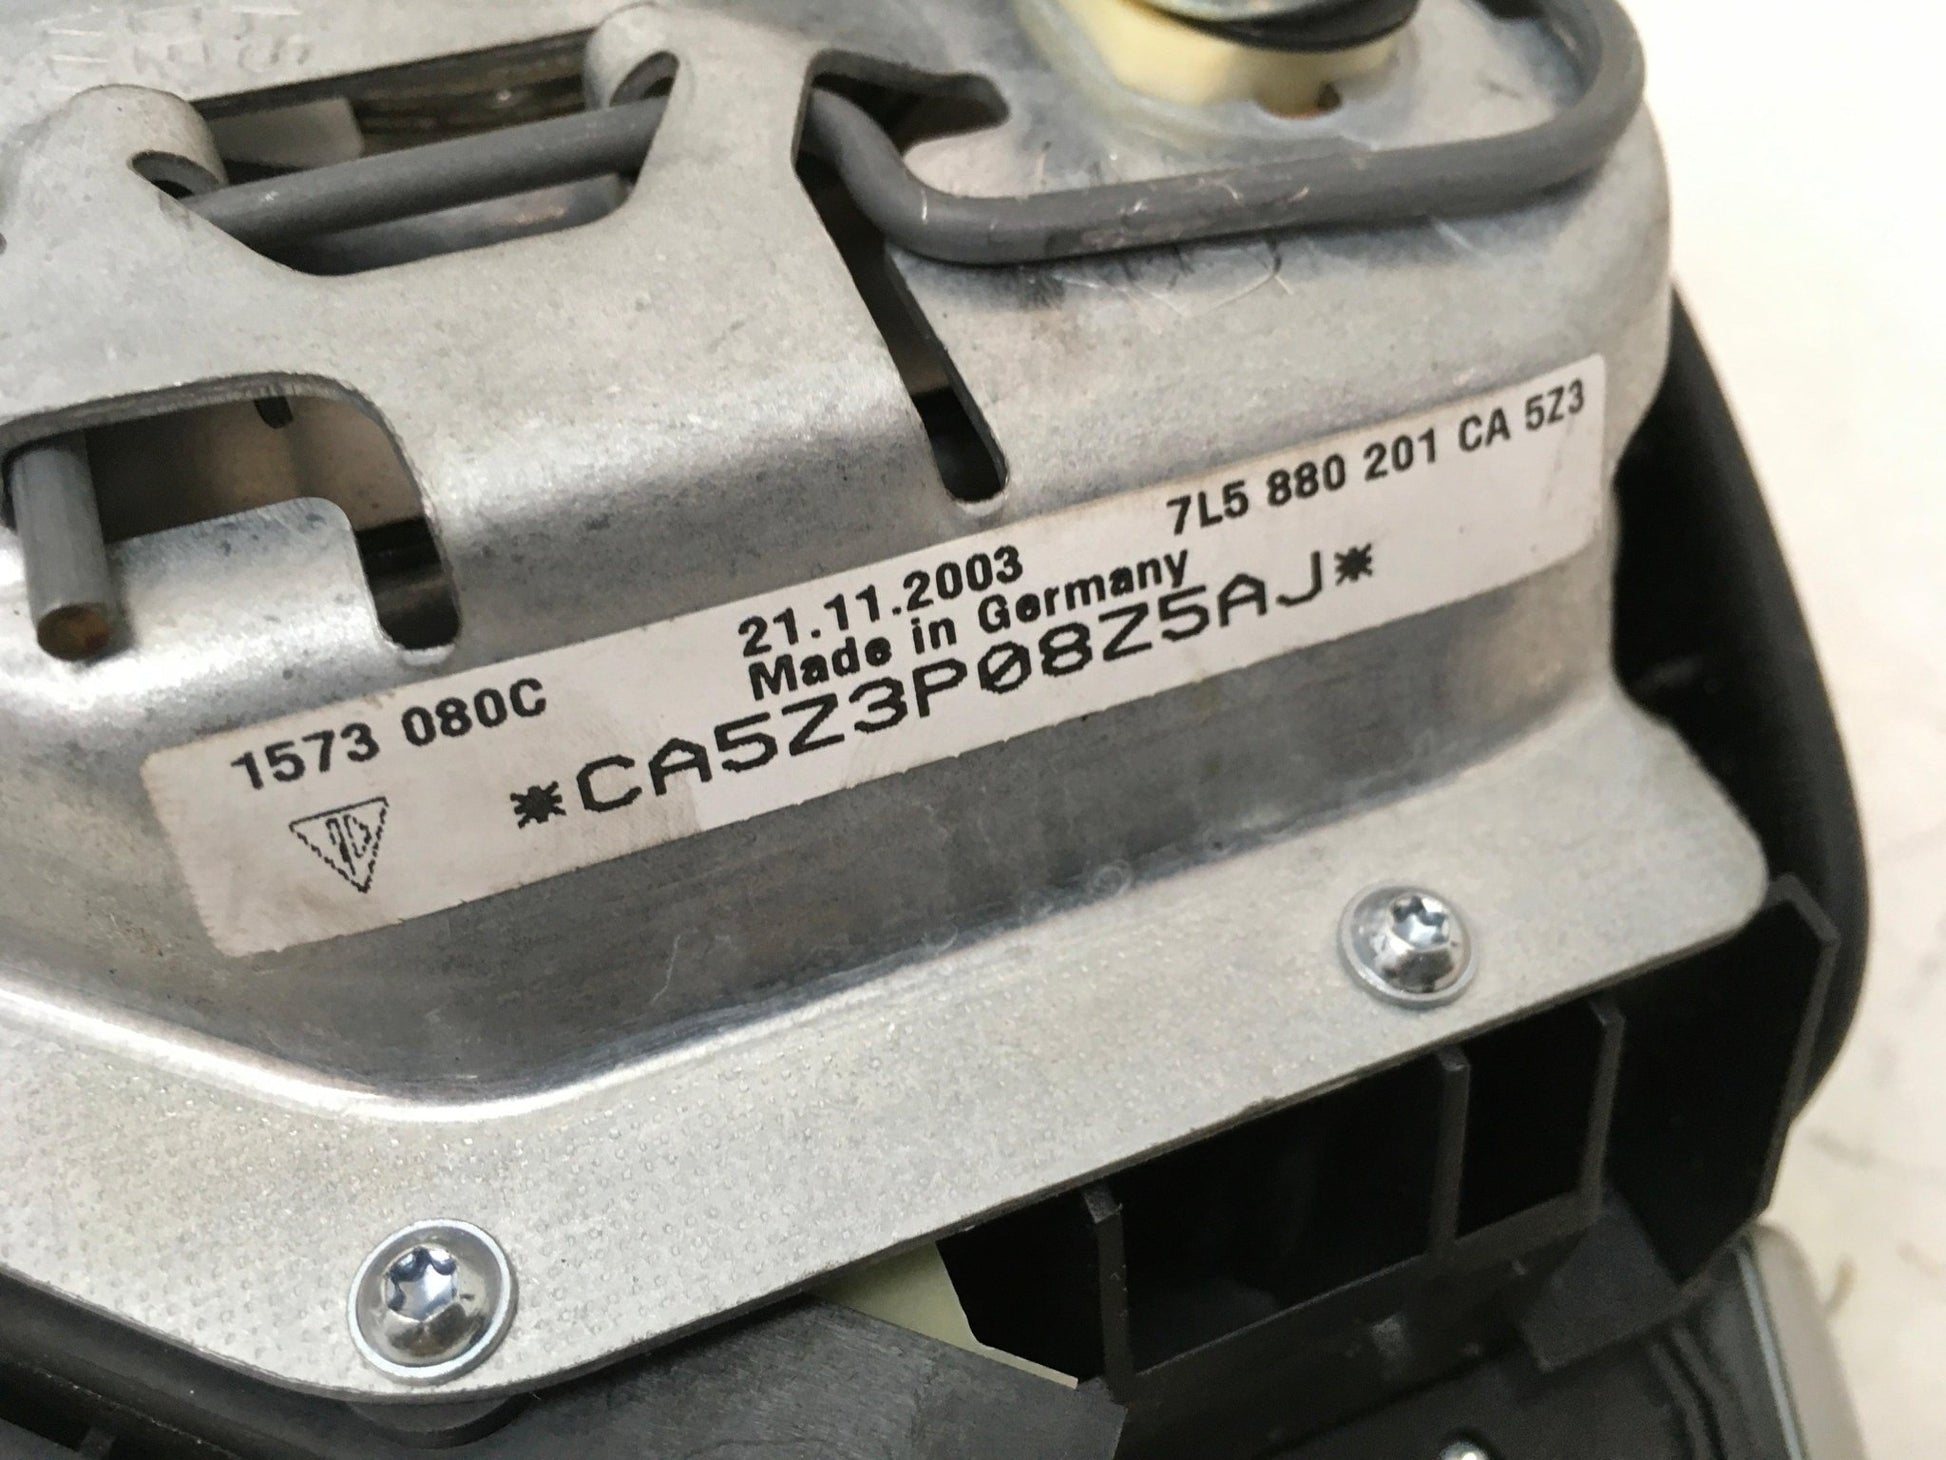 1573 080C
21.11.2003
Made in Germany
7L5 880 201 CA 5Z3
*CA5Z3P08Z5AJ*